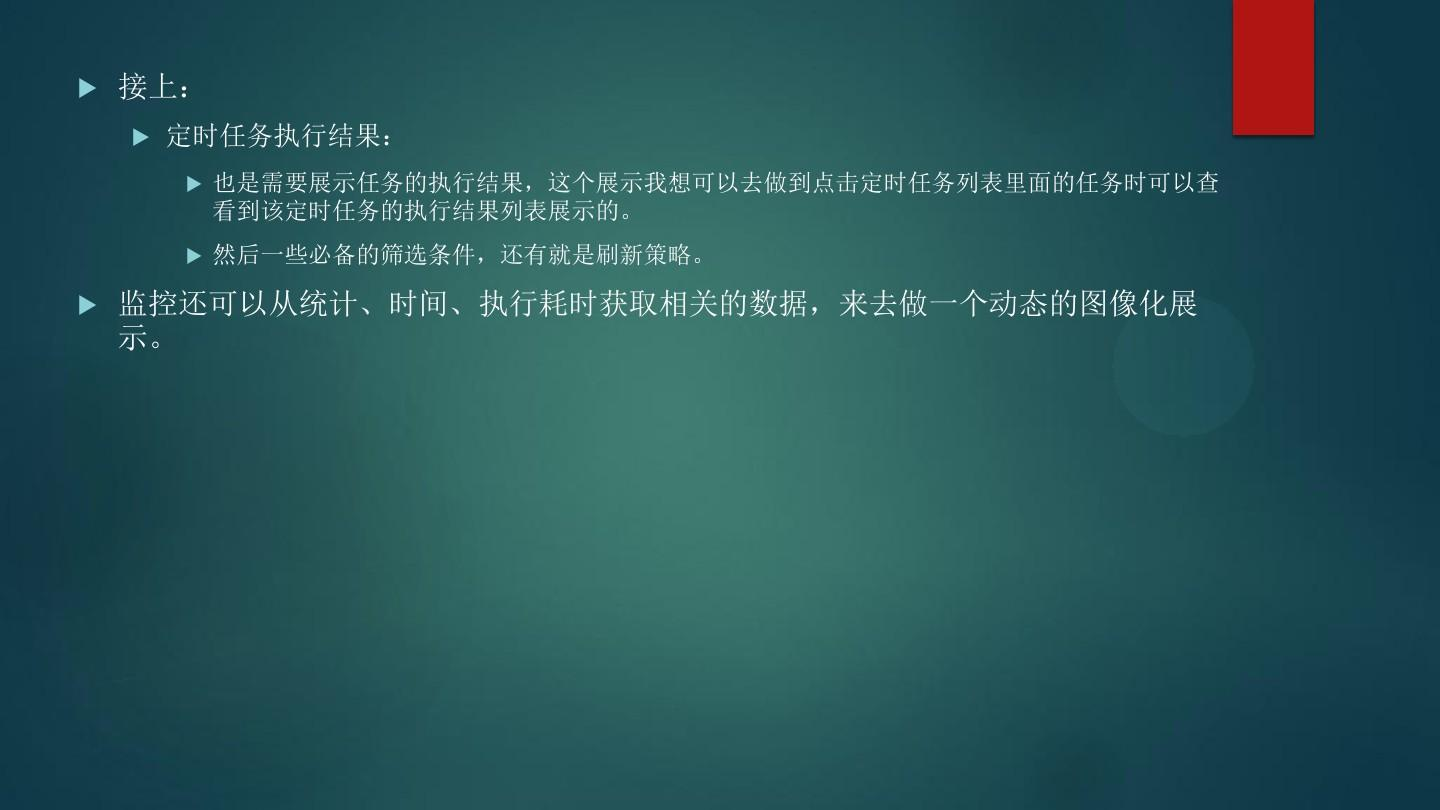 接上：
定时任务执行结果：
也是需要展示任务的执行结果，这个展示我想可以去做到点击定时任务列表里面的任务时可以查
看到该定时任务的执行结果列表展示的。
然后一些必备的筛选条件，还有就是刷新策略。
监控还可以从统计、时间、执行耗时获取相关的数据，来去做一个动态的图像化展
示。